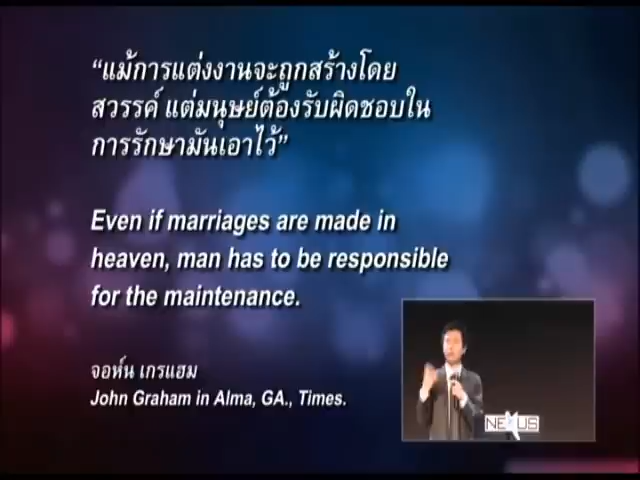 “แม้การแต่งงานจะถูกสร้างโดย
สวรรค์ แต่มนุษย์ต้องรับผิดชอบใน
การรักษามันเอาไว้”
Even if marriages are made in
heaven, man has to be responsible
for the maintenance.
จอห์น เกรแฮม
John Graham in Alma, GA., Times.
NEXUS